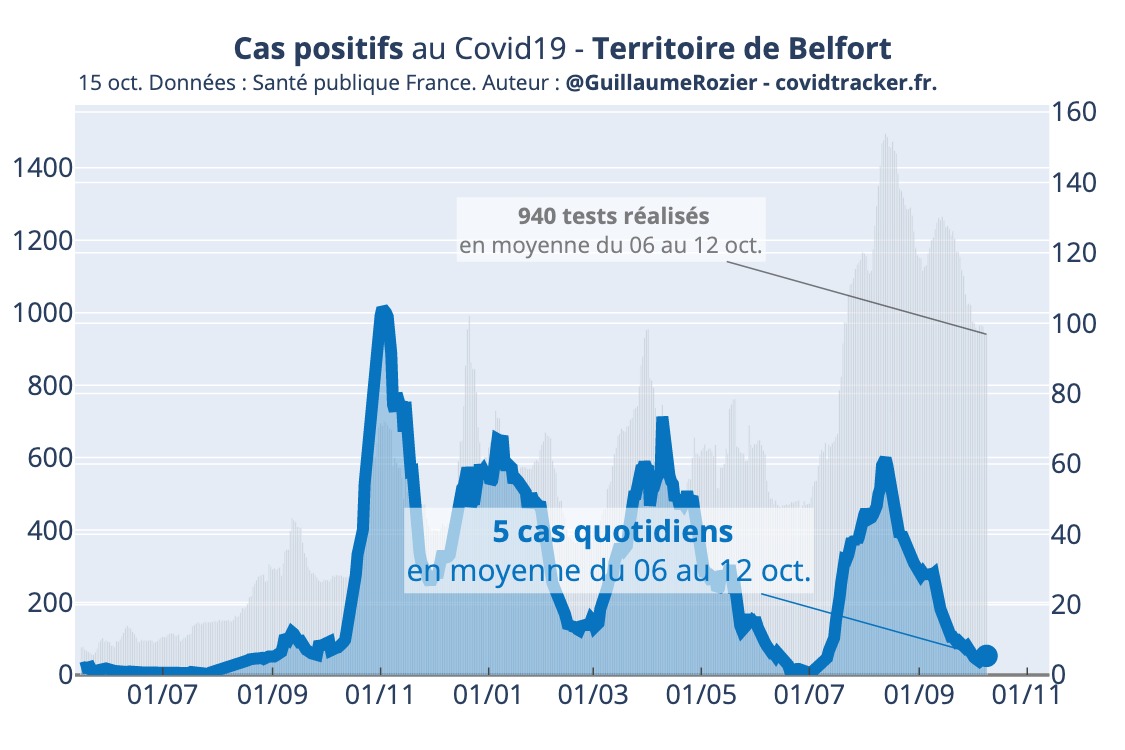 Cas positifs au Covid19 - Territoire de Belfort
15 oct. Données : Santé publique France. Auteur : @GuillaumeRozier - covidtracker.fr.
160
1400
140
940 tests réalisés
en moyenne du 06 au 12 oct.
1200
120
1000
100
800
80
600
60
5 cas quotidiens
en moyenne du 06 au 12 oct.
400
40
200
20
0
0
01/07 01/09 01/11 01/01 01/03 01/05 01/07 01/09 01/11